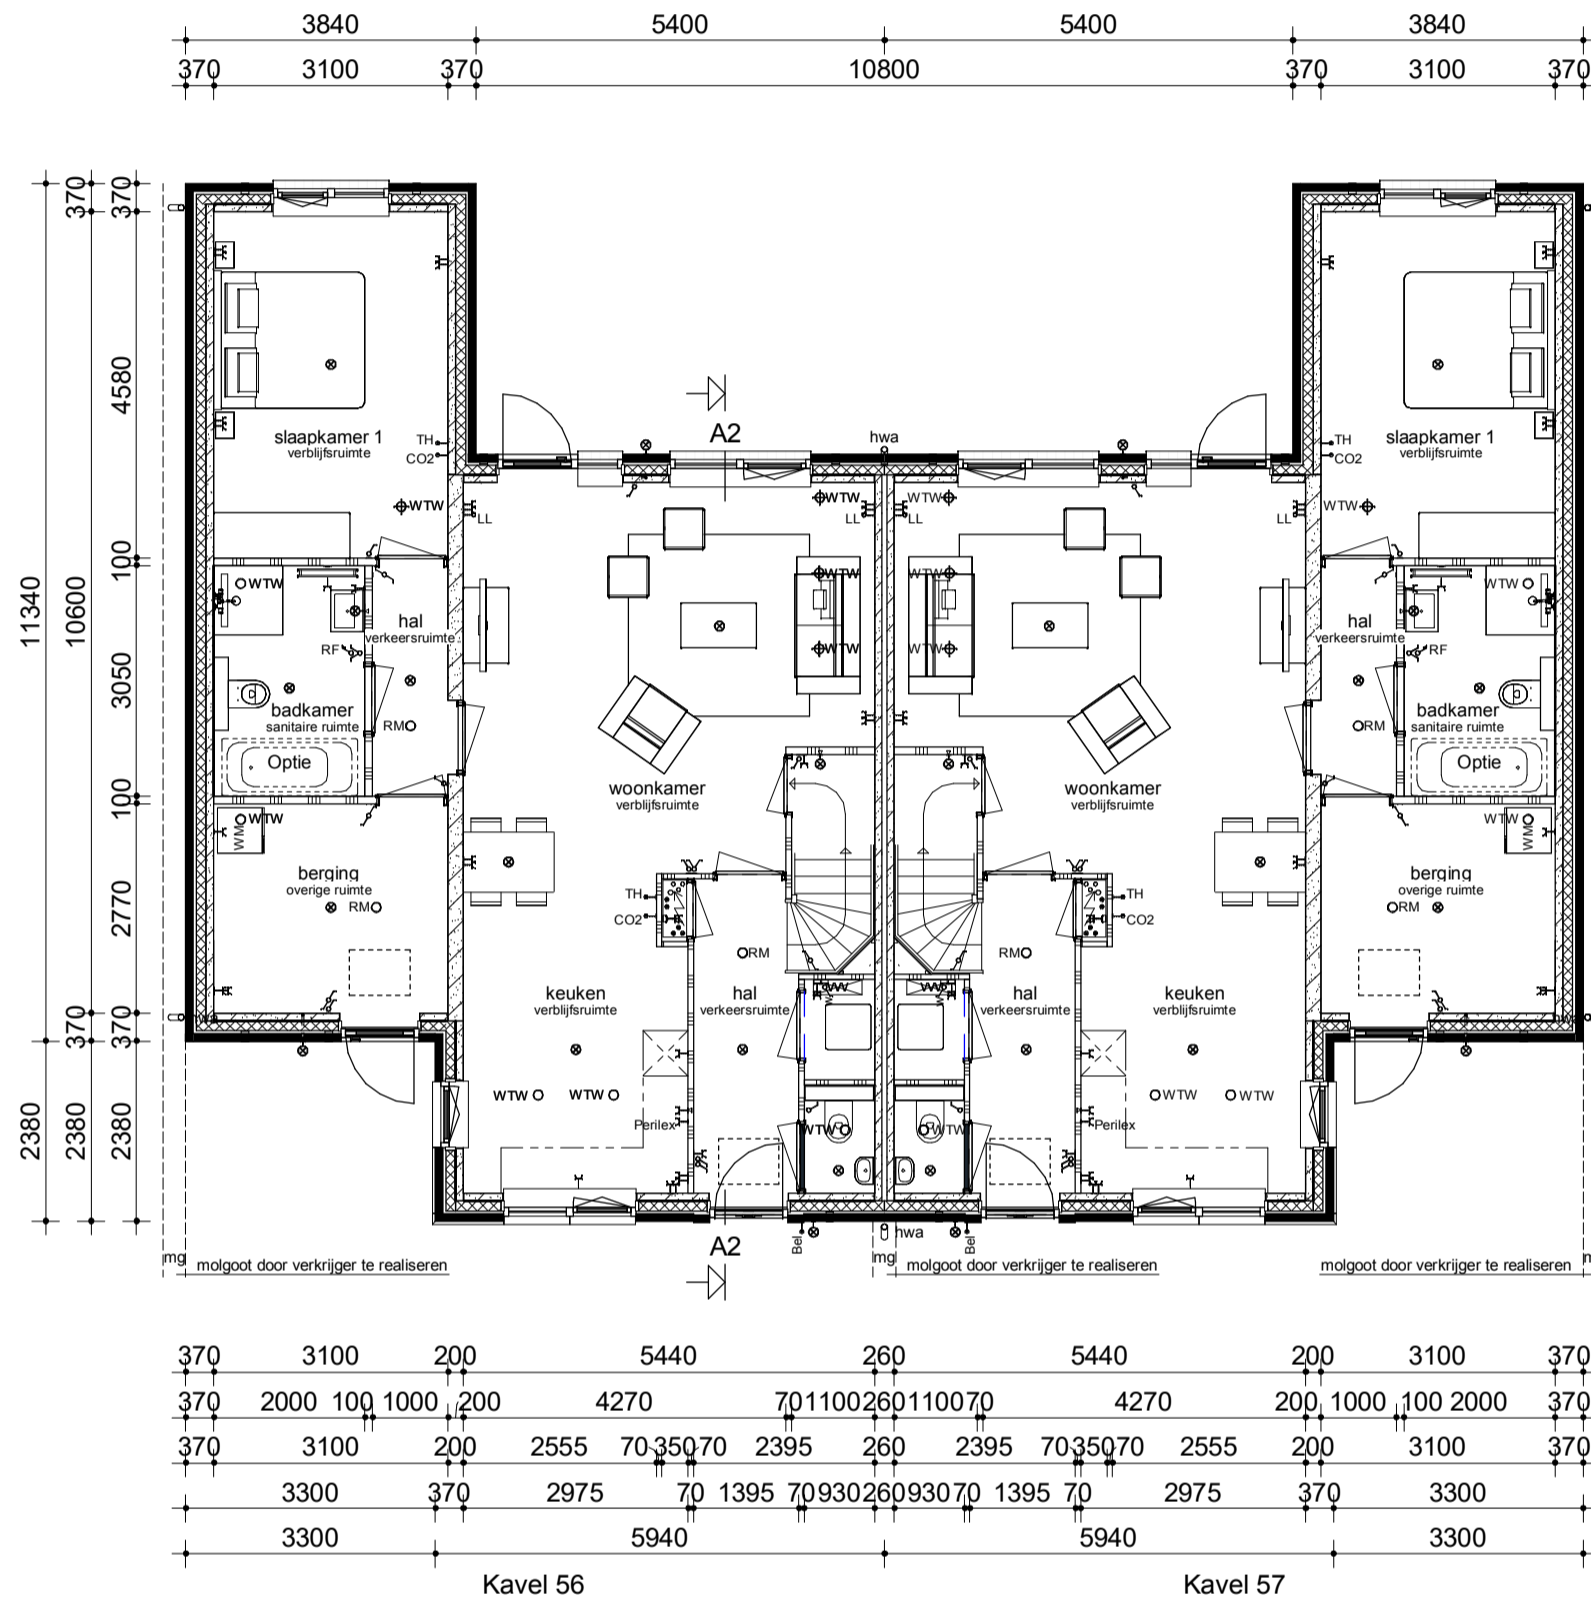 3840 5400 5400 3840
370 3100 370 10800 370 3100 370
11340 10600
370 370
4580
100
3050
100
2770
370 370
2380 2380 2380
A2
hwa
slaapkamer 1
verblijfsruimte
TH
CO2
WTW
LL
WTW
LL
WTW
LL
LL
slaapkamer 1
verblijfsruimte
TH
CO2
WTW
WTW
hal
verkeersruimte
RF
RM
badkamer
sanitaire ruimte
Optie
WTW
WTW
WTW
WTW
hal
verkeersruimte
RM
WTW
RF
badkamer
sanitaire ruimte
Optie
woonkamer
verblijfsruimte
woonkamer
verblijfsruimte
WTW
WM
berging
overige ruimte
RM
TH
CO2
TH
CO2
WTW
WM
berging
overige ruimte
RM
keuken
verblijfsruimte
RM
hal
verkeersruimte
RM
hal
verkeersruimte
keuken
verblijfsruimte
WTW WTW
Perilex
WTW
WTW
Perilex
WTW WTW
mg
molgoot door verkrijger te realiseren
A2
Bel
hwa
mg
Bel
molgoot door verkrijger te realiseren
molgoot door verkrijger te realiseren
370 3100 200 5440 260 5440 200 3100 370
370 2000 100 1000 200 4270 70 1100 260 1100 70 4270 200 1000 100 2000 370
370 3100 200 2555 70 350 70 2395 260 2395 70 350 70 2555 200 3100 370
3300 370 2975 70 1395 70 930 260 930 70 1395 70 2975 370 3300
3300 5940 5940 3300
Kavel 56 Kavel 57